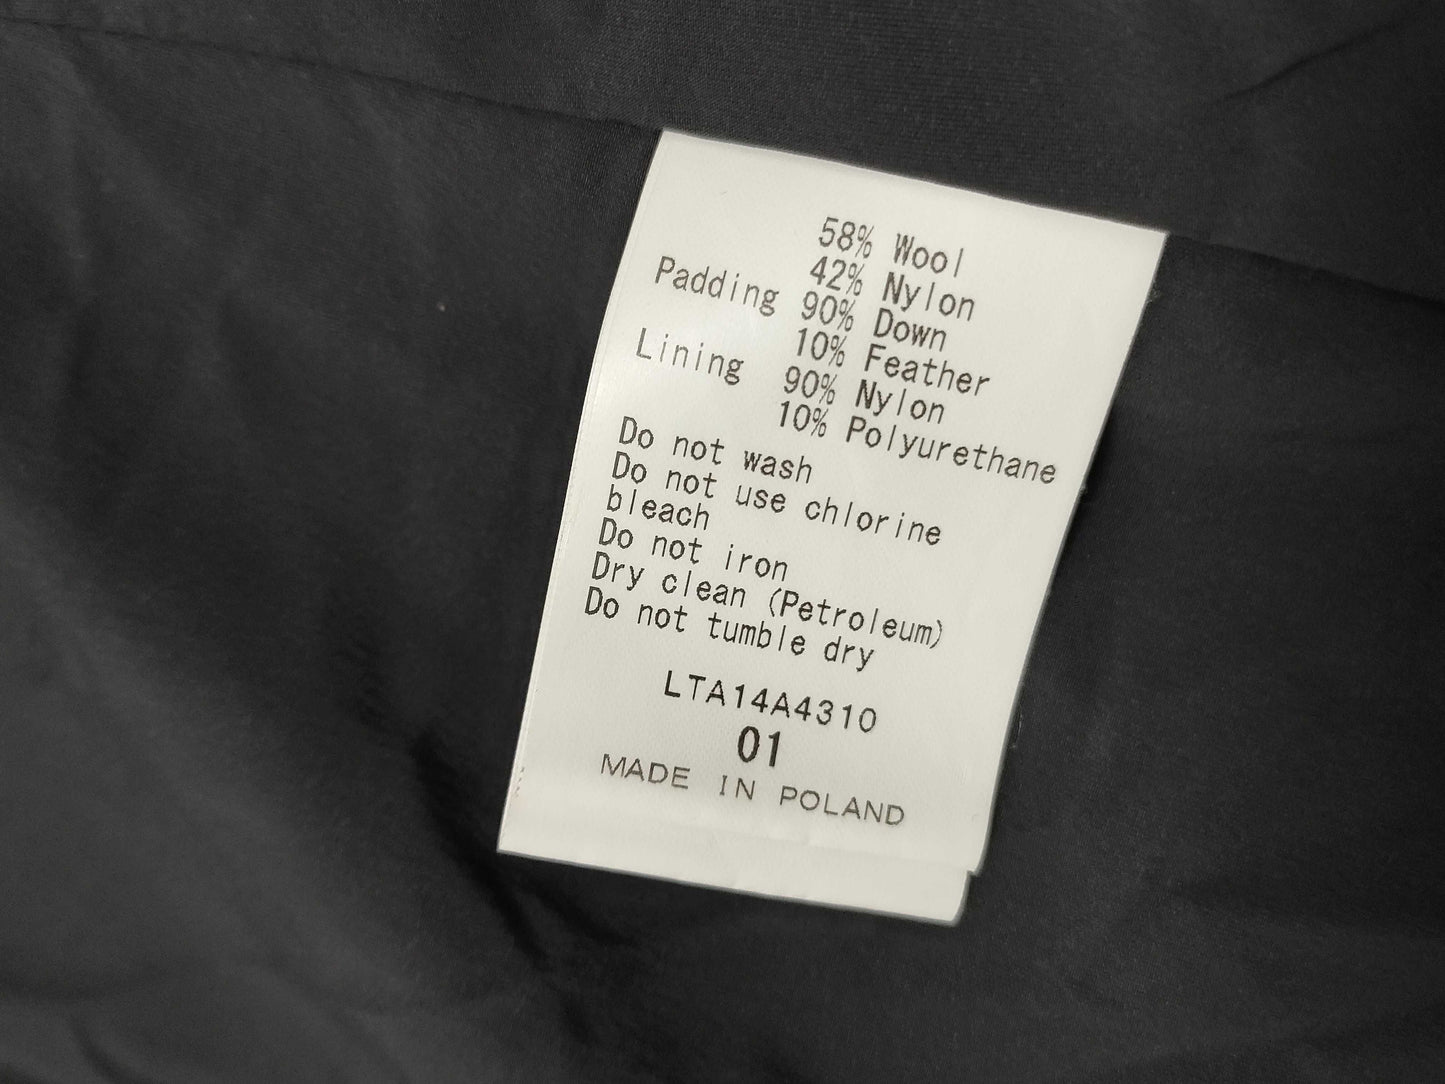 58% Wool
42% Nylon
Padding 90% Down
10% Feather
Lining 90% Nylon
10% Polyurethane
Do not wash
Do not use chlorine
bleach
Do not iron
Dry clean (Petroleum)
Do not tumble dry
LTA14A4310
01
MADE IN POLAND